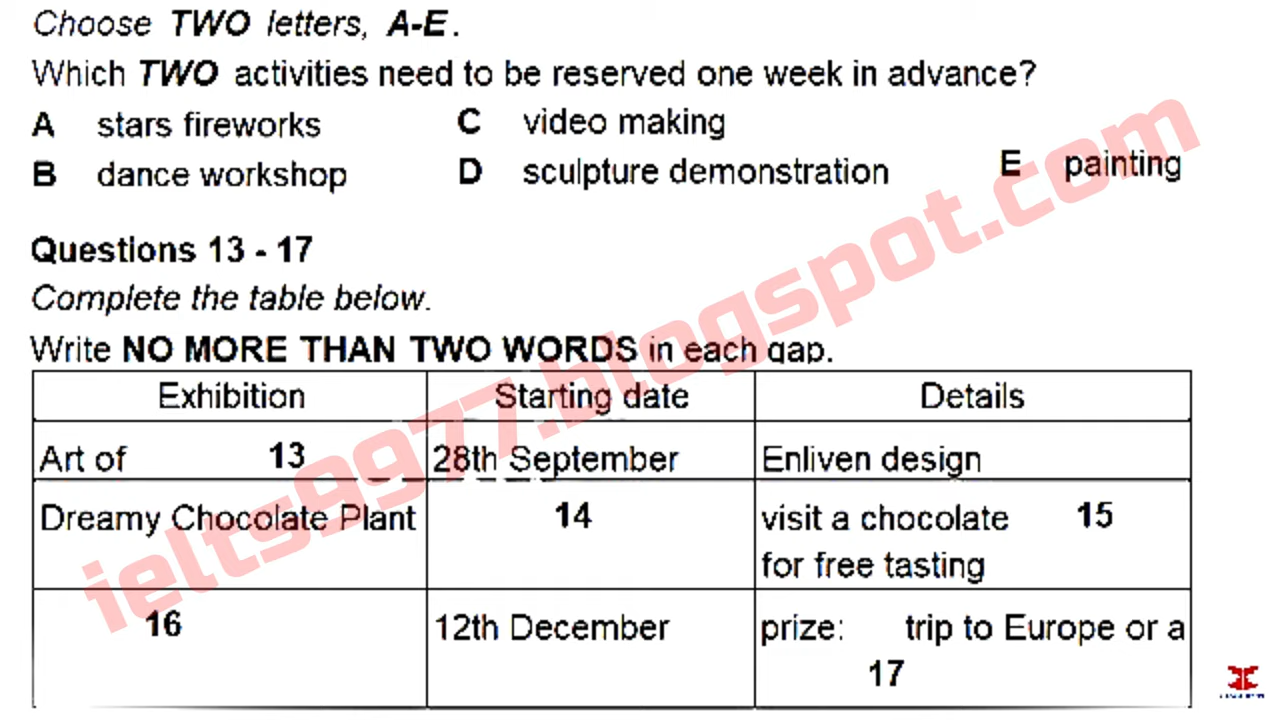 Choose TWO letters, A-E.
Which TWO activities need to be reserved one week in advance?
A stars fireworks C video making
B dance workshop D sculpture demonstration E painting
Questions 13 - 17
Complete the table below.
Write NO MORE THAN TWO WORDS in each gap.
Exhibition Starting date Details
Art of 13 28th September Enliven design
Dreamy Chocolate Plant 14 visit a chocolate 15
for free tasting
16 12th December prize: trip to Europe or a
17
ielts9977.blogspot.com